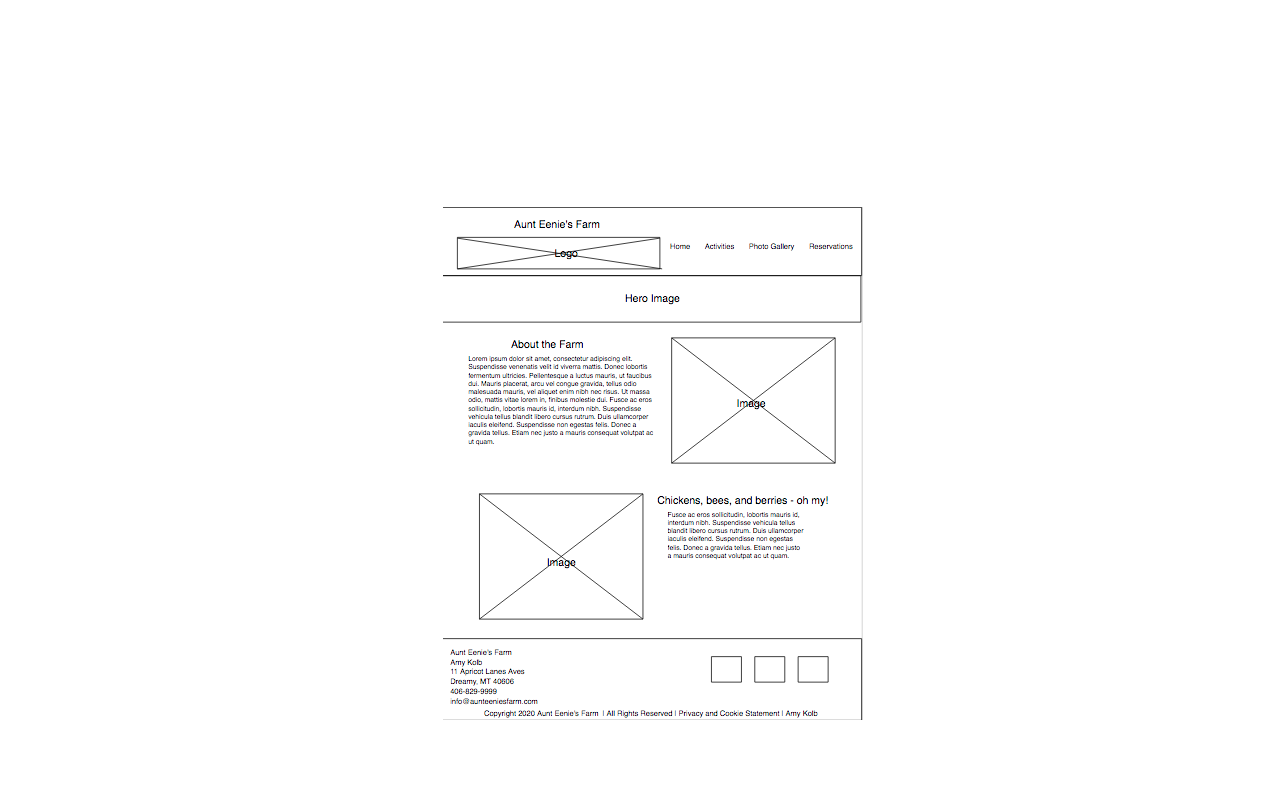 Aunt Eenie's Farm
Logo
Home Activities Photo Gallery Reservations
Hero Image
About the Farm
Lorem ipsum dolor sit amet, consectetur adipiscing elit.
Suspendisse venenatis velit id viverra mattis. Donec lobortis
fermentum ultricies. Pellentesque a luctus mauris, ut faucibus
dui. Mauris placerat, arcu vel congue gravida, tellus odio
malesuada mauris, vel aliquet enim nibh nec risus. Ut massa
odio, mattis vitae lorem in, finibus molestie dui. Fusce ac eros
sollicitudin, lobortis mauris id, interdum nibh. Suspendisse
vehicula tellus blandit libero cursus rutrum. Duis ullamcorper
iaculis eleifend. Suspendisse non egestas felis. Donec a
gravida tellus. Etiam nec justo a mauris consequat volutpat ac
ut quam.
Image
Image
Chickens, bees, and berries - oh my!
Fusce ac eros sollicitudin, lobortis mauris id,
interdum nibh. Suspendisse vehicula tellus
blandit libero cursus rutrum. Duis ullamcorper
iaculis eleifend. Suspendisse non egestas
felis. Donec a gravida tellus. Etiam nec justo
a mauris consequat volutpat ac ut quam.
Aunt Eenie's Farm
Amy Kolb
11 Apricot Lanes Aves
Dreamy, MT 40606
406-829-9999
info@aunteeniesfarm.com
Copyright 2020 Aunt Eenie's Farm | All Rights Reserved | Privacy and Cookie Statement | Amy Kolb